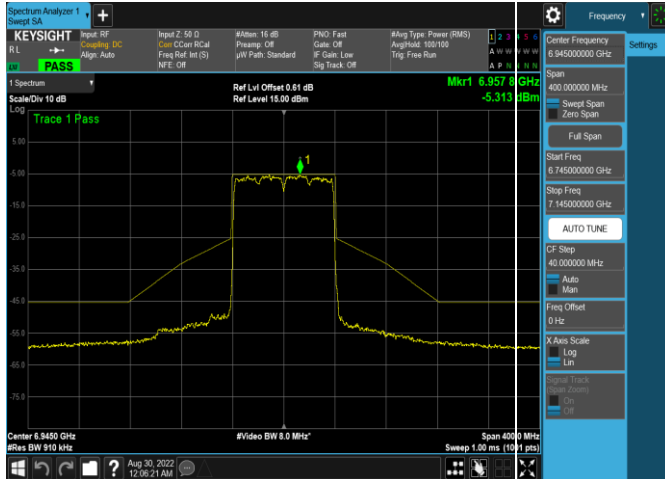 Spectrum Analyzer 1
Swept SA
KEYSIGHT
RL
PASS
Input: RF
Coupling: DC
Align: Auto
Input Z: 50 Ω
Corr CCorr RCal
Freq Ref: Int (S)
NFE: Off
#Atten: 16 dB
Preamp: Off
µW Path: Standard
PNO: Fast
Gate: Off
IF Gain: Low
Sig Track: Off
#Avg Type: Power (RMS)
Avg|Hold: 100/100
Trig: Free Run
1 2 3 4 5 6
A W W W W W
A P N N N N
Frequency
Settings
1 Spectrum
Scale/Div 10 dB
Log
Ref Lvl Offset 0.61 dB
Ref Level 15.00 dBm
Mkr1 6.957 8 GHz
-5.313 dBm
Trace 1 Pass
1
5.00
-5.00
-15.0
-25.0
-35.0
-45.0
-55.0
-65.0
-75.0
Center 6.9450 GHz
#Res BW 910 kHz
#Video BW 8.0 MHz*
Span 400.0 MHz
Sweep 1.00 ms (1001 pts)
Center Frequency
6.945000000 GHz
Span
400.000000 MHz
Swept Span
Zero Span
Full Span
Start Freq
6.745000000 GHz
Stop Freq
7.145000000 GHz
AUTO TUNE
CF Step
40.000000 MHz
Auto
Man
Freq Offset
0 Hz
X Axis Scale
Log
Lin
Signal Track
(Span Zoom)
On
Off
?
Aug 30, 2022
12:06:21 AM